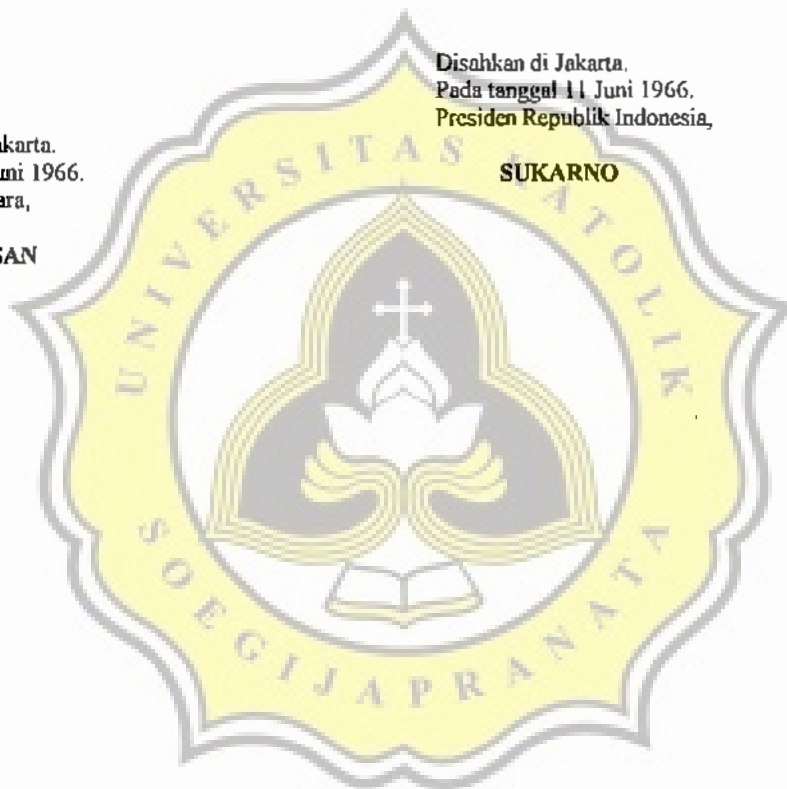 Disahkan di Jakarta.
Pada tanggal 11 Juni 1966.
Presiden Republik Indonesia,
SUKARNO
akarta.
uni 1966.
ara,
SAN
UNIVERSITAS KATOLIK
SOEGIJAPRANATA